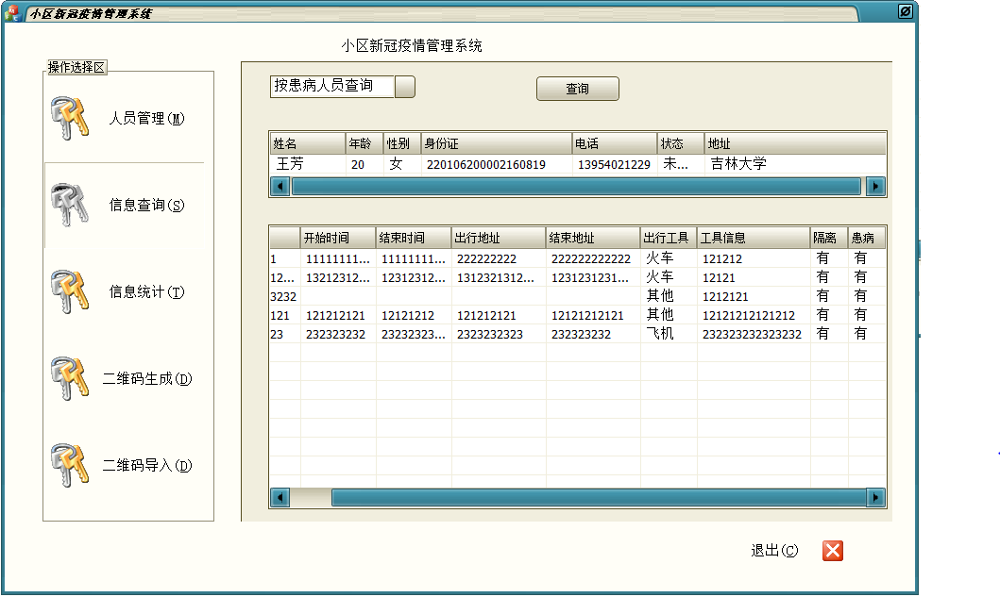 小区新冠疫情管理系统
小区新冠疫情管理系统
操作选择区
人员管理(M)
信息查询(S)
信息统计(T)
二维码生成(D)
二维码导入(D)
按患病人员查询 查询
姓名 年龄 性别 身份证 电话 状态 地址
王芳 20 女 220106200002160819 13954021229 未... 吉林大学
开始时间 结束时间 出行地址 结束地址 出行工具 工具信息 隔离 患病
1 11111111... 11111111... 222222222 222222222222 火车 121212 有 有
12... 13212312... 12312312... 1312321312... 1231231231... 火车 12121 有 有
3232 其他 1212121 有 有
121 121212121 12121212 121212121 12121212121 其他 12121212121212 有 有
23 232323232 23232323... 2323232323 232323232 飞机 232323232323232 有 有
退出(C)